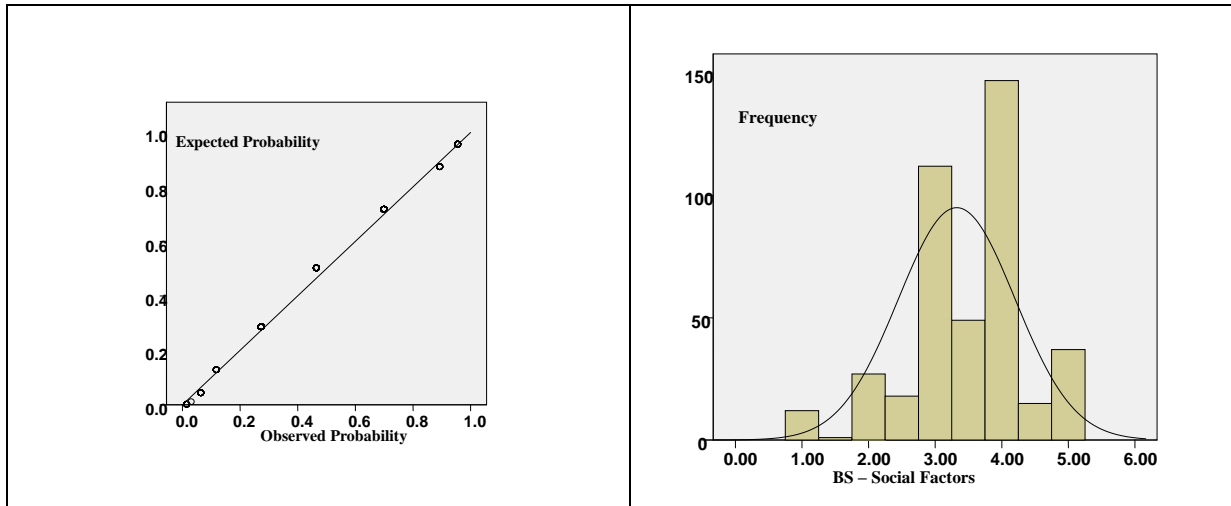 1.0
Expected Probability
0.8
0.6
0.4
0.2
0.0
0.0 0.2 0.4 0.6 0.8 1.0
Observed Probability
150
Frequency
100
50
0
0.00 1.00 2.00 3.00 4.00 5.00 6.00
BS – Social Factors